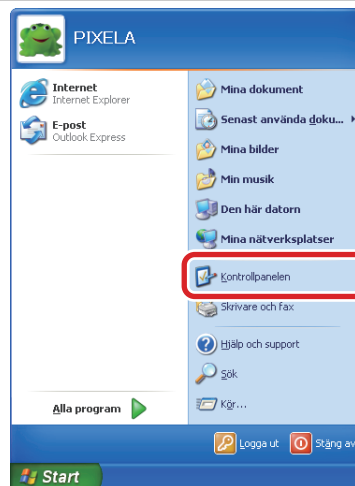 PIXELA
Internet
Internet Explorer
E-post
Outlook Express
Alla program
Mina dokument
Senast använda doku...
Mina bilder
Min musik
Den här datorn
Mina nätverksplatser
Kontrollpanelen
Skrivare och fax
Hjälp och support
Sök
Kör...
Logga ut
Stäng av
Start